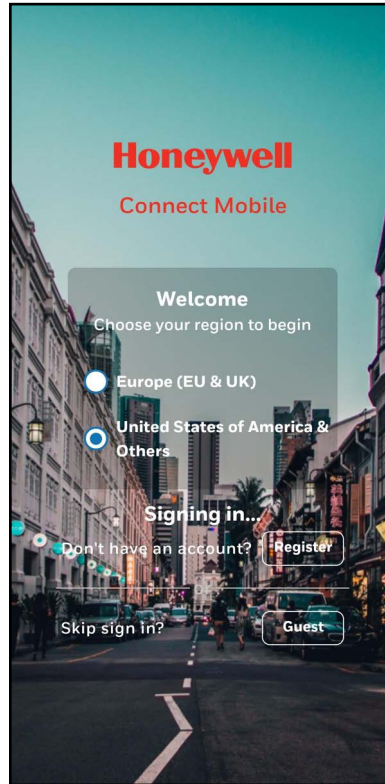 Honeywell
Connect Mobile
Welcome
Choose your region to begin
Europe (EU & UK)
United States of America &
Others
Signing in...
Don't have an account?
Register
Or
Skip sign in?
Guest